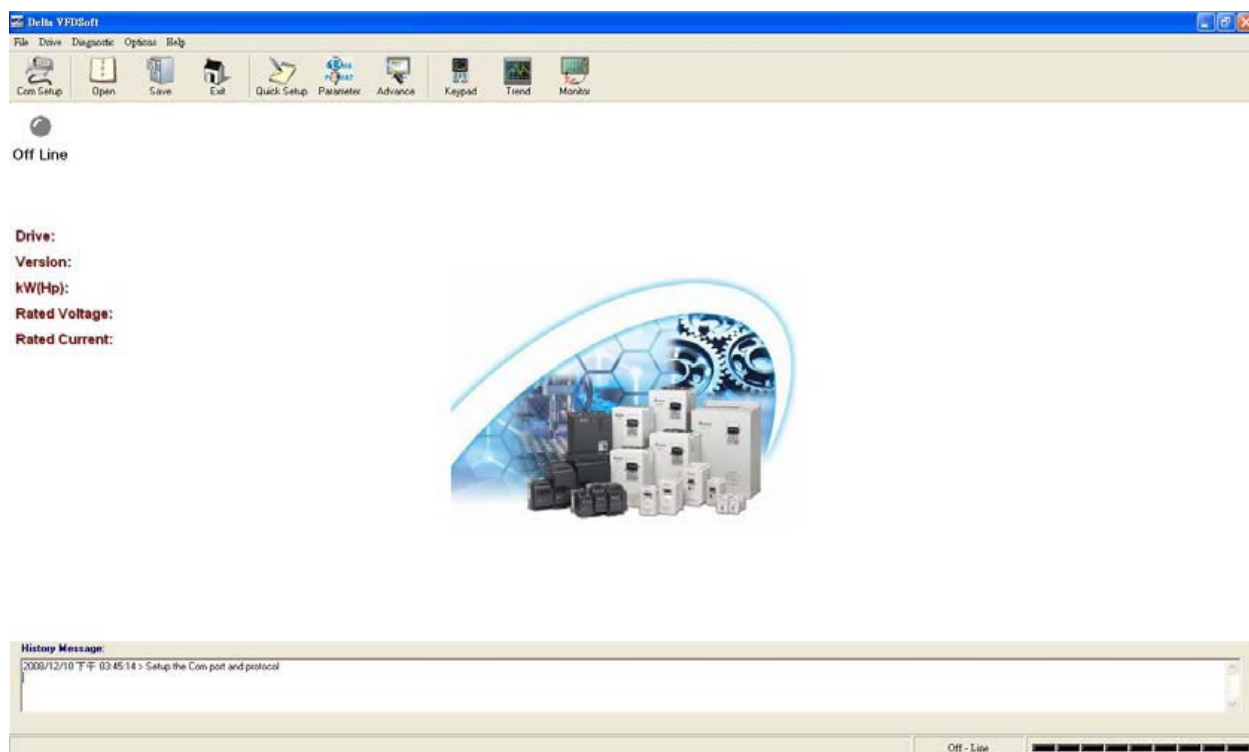 Delta VFDSoft
File Drive Diagnostic Options Help
Com Setup Open Save Exit Quick Setup Parameter Advance Keypad Trend Monitor
Off Line
Drive:
Version:
kW(Hp):
Rated Voltage:
Rated Current:
History Message:
2008/12/10 下午 03:45:14 > Setup the Com port and protocol
Off - Line